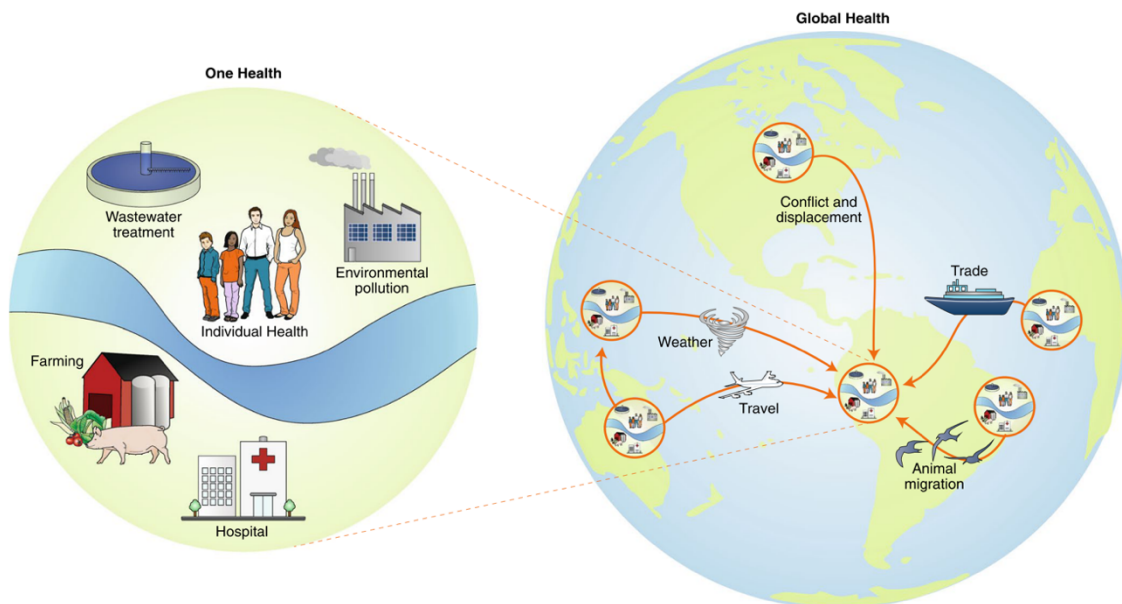 One Health
Wastewater
treatment
Environmental
pollution
Individual Health
Farming
Hospital
Global Health
Conflict and
displacement
Trade
Weather
Travel
Animal
migration